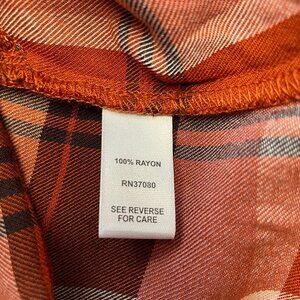 100% RAYON
RN37080
SEE REVERSE
FOR CARE